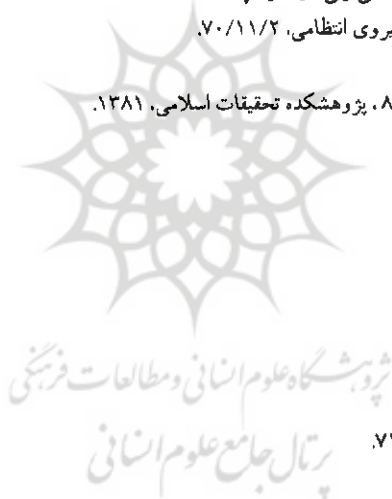 یروی انتظامی، ۷۰/۱۱/۲.
۸، پژوهشکده تحقیقات اسلامی، ۱۳۸۱.
پژوهشگاه علوم انسانی و مطالعات فرهنگی
پرتال جامع علوم انسانی